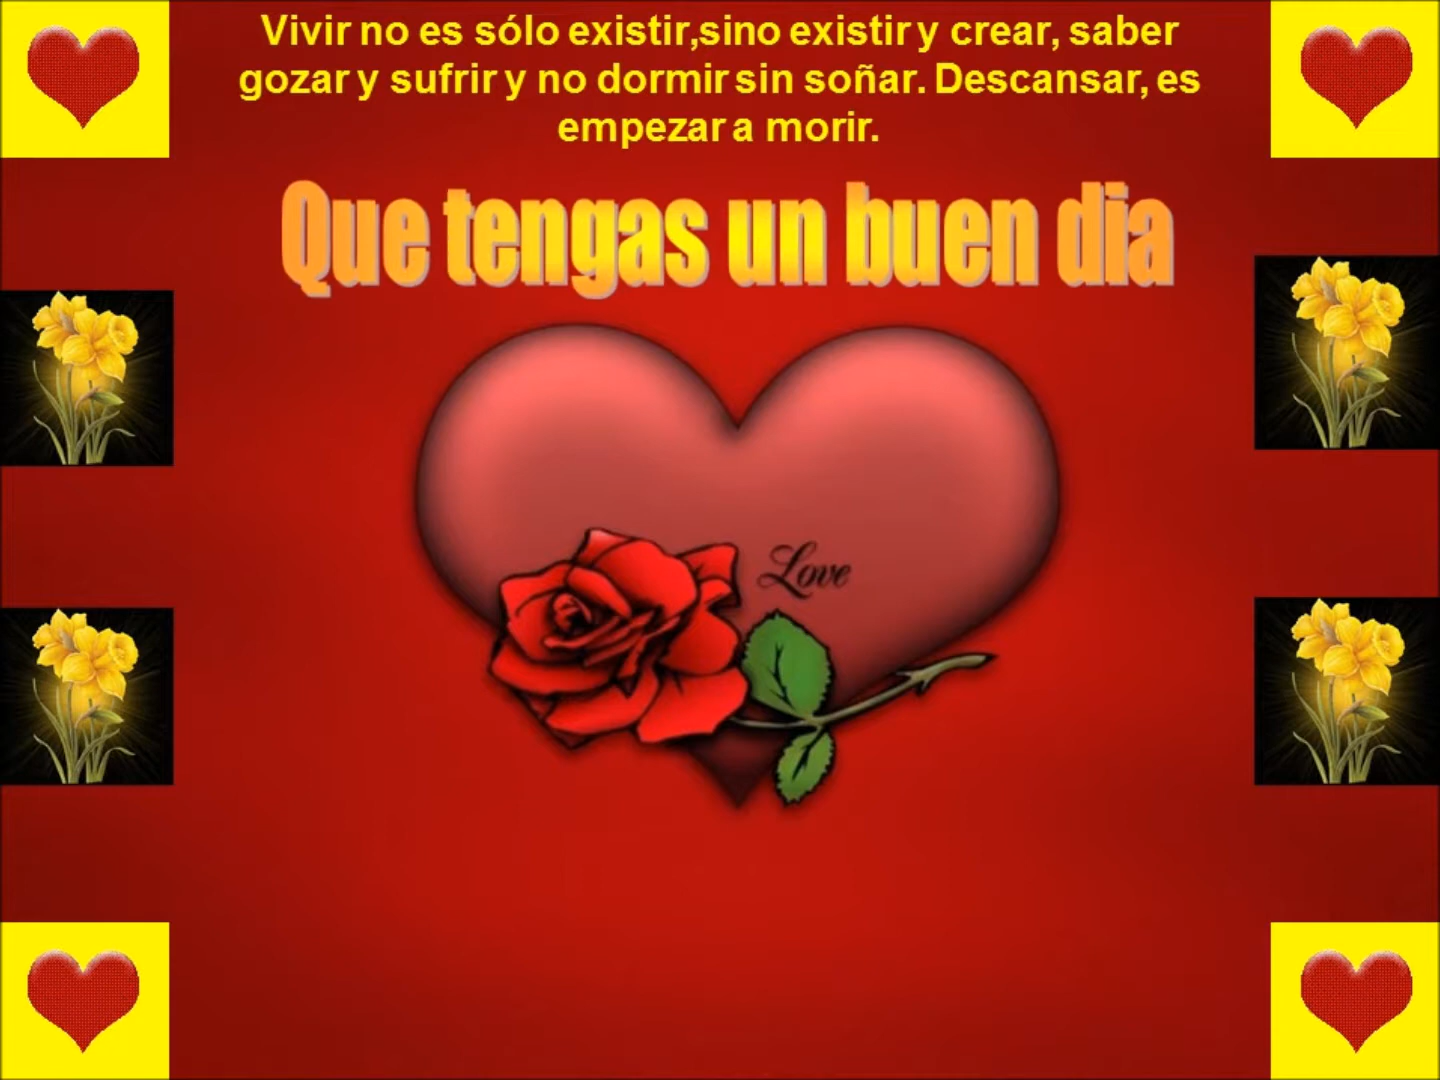 Vivir no es sólo existir,sino existir y crear, saber
gozar y sufrir y no dormir sin soñar. Descansar, es
empezar a morir.
Que tengas un buen dia
Love